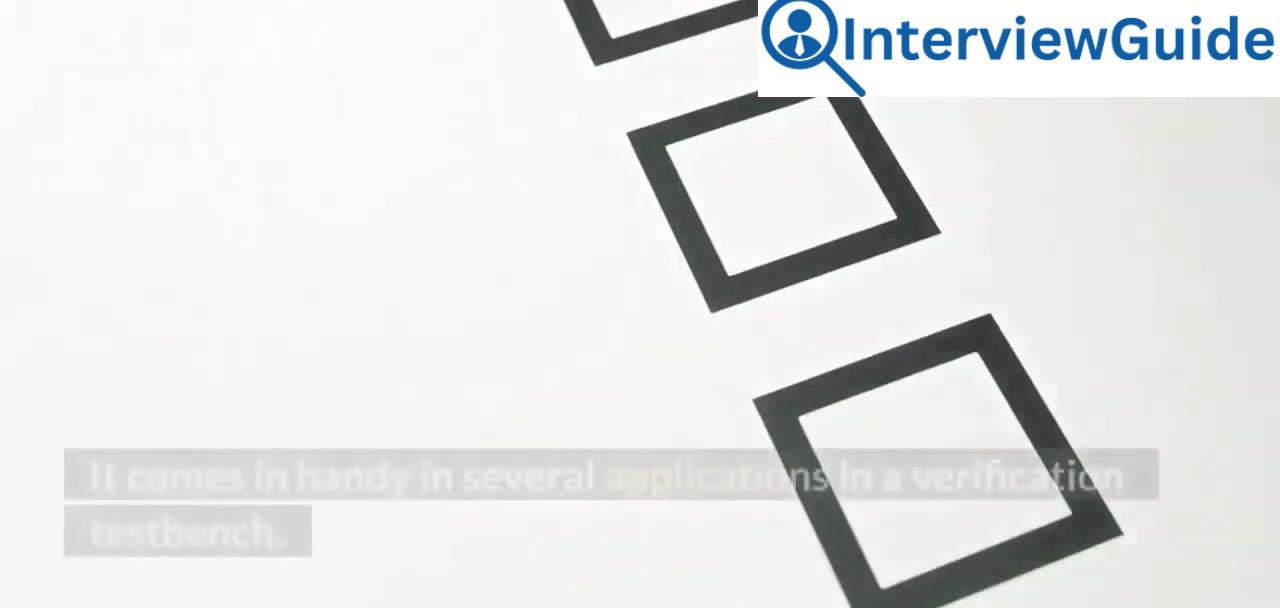 InterviewGuide
It comes in handy in several applications in a verification
testbench.